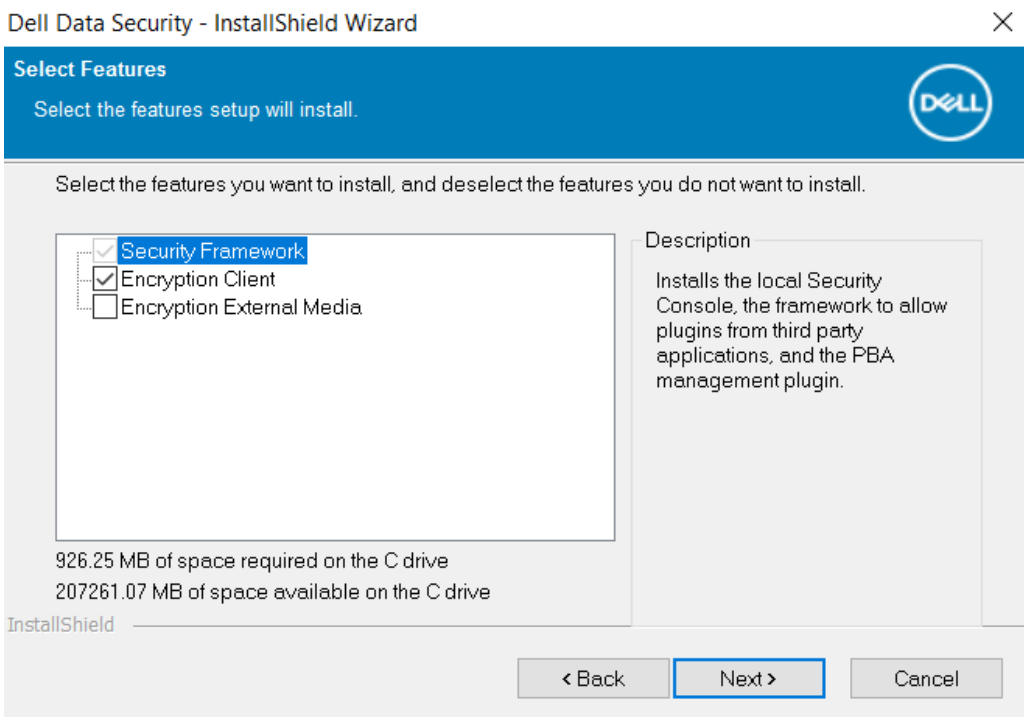 Dell Data Security - InstallShield Wizard
Select Features
Select the features setup will install.
DELL
Select the features you want to install, and deselect the features you do not want to install.
Security Framework
Encryption Client
Encryption External Media
Description
Installs the local Security
Console, the framework to allow
plugins from third party
applications, and the PBA
management plugin.
926.25 MB of space required on the C drive
207261.07 MB of space available on the C drive
InstallShield
< Back
Next >
Cancel